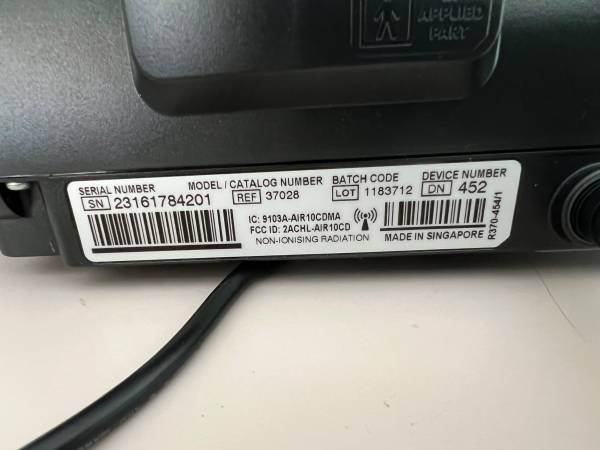 APPLIED
PART
SERIAL NUMBER MODEL / CATALOG NUMBER BATCH CODE DEVICE NUMBER
SN 23161784201 REF 37028 LOT 1183712 DN 452
IC: 9103A-AIR10CDMA
FCC ID: 2ACHL-AIR10CD
NON-IONISING RADIATION MADE IN SINGAPORE
R370-454/1